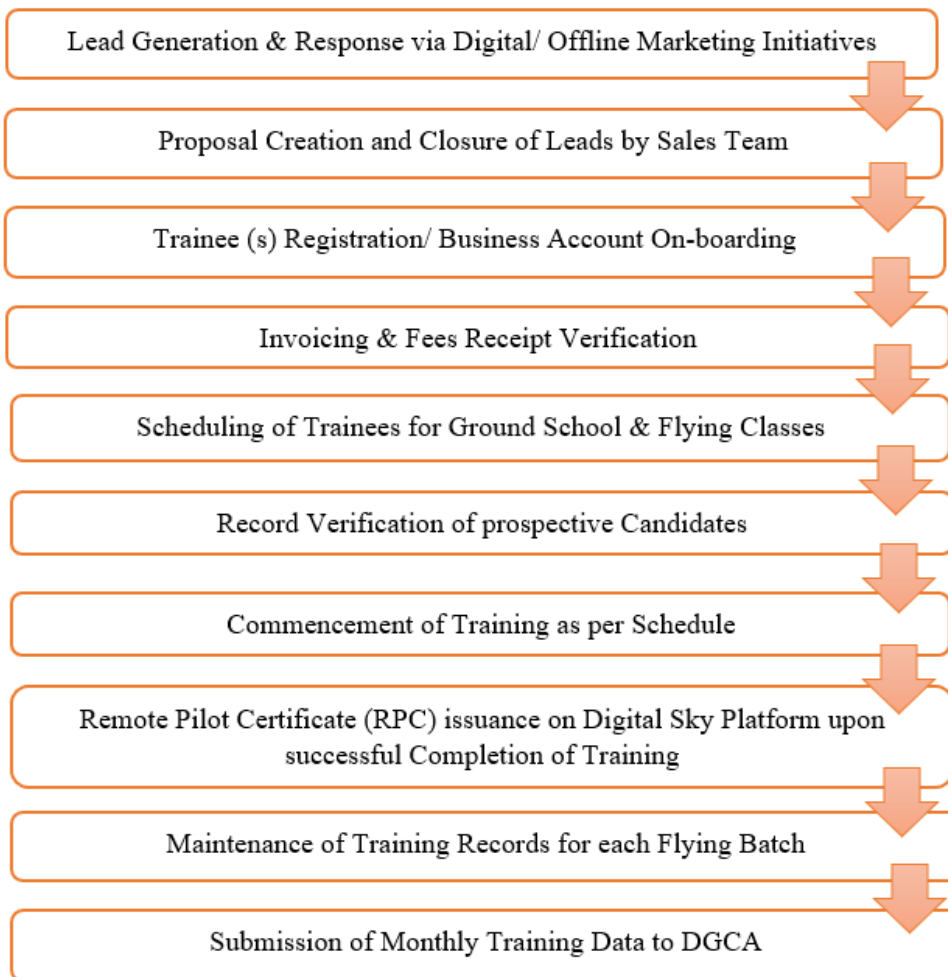 Lead Generation & Response via Digital/ Offline Marketing Initiatives
Proposal Creation and Closure of Leads by Sales Team
Trainee (s) Registration/ Business Account On-boarding
Invoicing & Fees Receipt Verification
Scheduling of Trainees for Ground School & Flying Classes
Record Verification of prospective Candidates
Commencement of Training as per Schedule
Remote Pilot Certificate (RPC) issuance on Digital Sky Platform upon
successful Completion of Training
Maintenance of Training Records for each Flying Batch
Submission of Monthly Training Data to DGCA